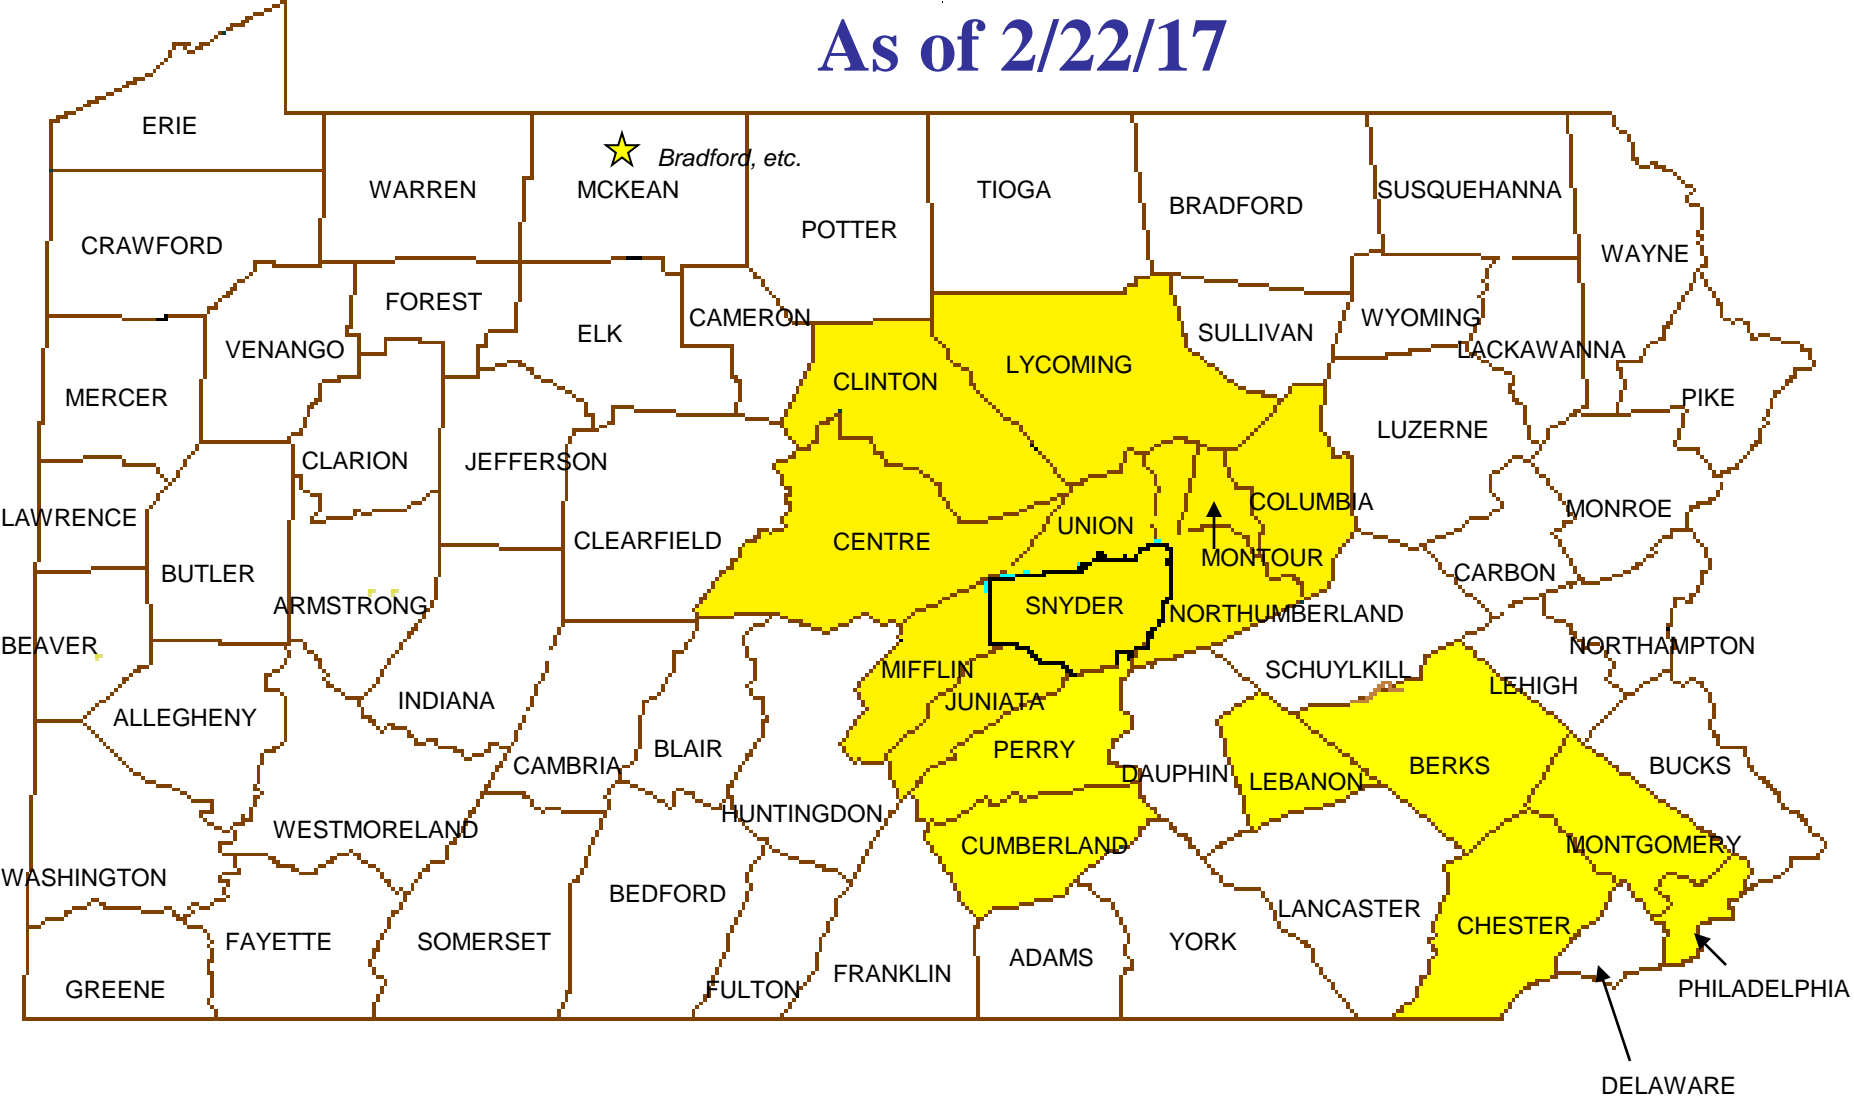 As of 2/22/17
ERIE
Bradford, etc.
WARREN
MCKEAN
TIOGA
SUSQUEHANNA
BRADFORD
POTTER
CRAWFORD
WAYNE
FOREST
CAMERON
WYOMING
ELK
SULLIVAN
VENANGO
LACKAWANNA
LYCOMING
CLINTON
MERCER
PIKE
LUZERNE
CLARION
JEFFERSON
COLUMBIA
MONROE
LAWRENCE
UNION
CLEARFIELD
CENTRE
MONTOUR
BUTLER
CARBON
ARMSTRONG
SNYDER
NORTHUMBERLAND
BEAVER
NORTHAMPTON
MIFFLIN
SCHUYLKILL
LEHIGH
INDIANA
JUNIATA
ALLEGHENY
BLAIR
PERRY
CAMBRIA
BERKS
BUCKS
DAUPHIN
LEBANON
HUNTINGDON
WESTMORELAND
CUMBERLAND
MONTGOMERY
WASHINGTON
BEDFORD
LANCASTER
CHESTER
FAYETTE
SOMERSET
YORK
ADAMS
FRANKLIN
GREENE
FULTON
PHILADELPHIA
DELAWARE